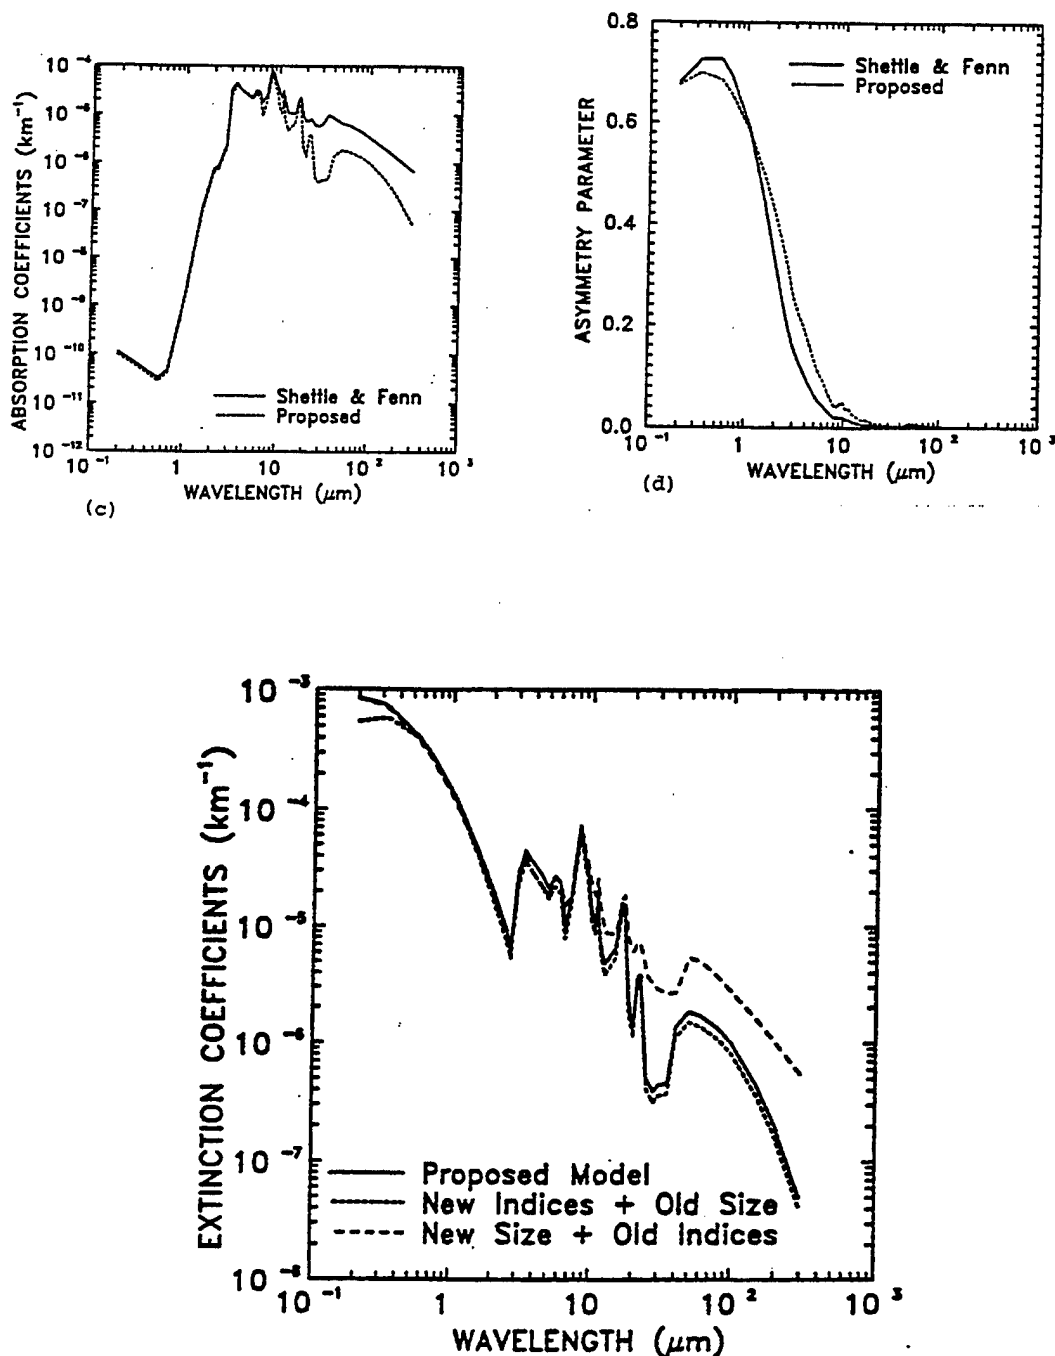 10⁻⁴
10⁻⁵
10⁻⁶
10⁻⁷
10⁻⁸
10⁻⁹
10⁻¹⁰
10⁻¹¹
10⁻¹²
ABSORPTION COEFFICIENTS (km⁻¹)
Shettle & Fenn
Proposed
10⁻¹ 1 10 10² 10³
WAVELENGTH (μm)
(c)
0.8
0.6
0.4
0.2
0.0
ASYMMETRY PARAMETER
Shettle & Fenn
Proposed
10⁻¹ 1 10 10² 10³
WAVELENGTH (μm)
(d)
10⁻³
10⁻⁴
10⁻⁵
10⁻⁶
10⁻⁷
10⁻⁸
EXTINCTION COEFFICIENTS (km⁻¹)
Proposed Model
New Indices + Old Size
New Size + Old Indices
10⁻¹ 1 10 10² 10³
WAVELENGTH (μm)